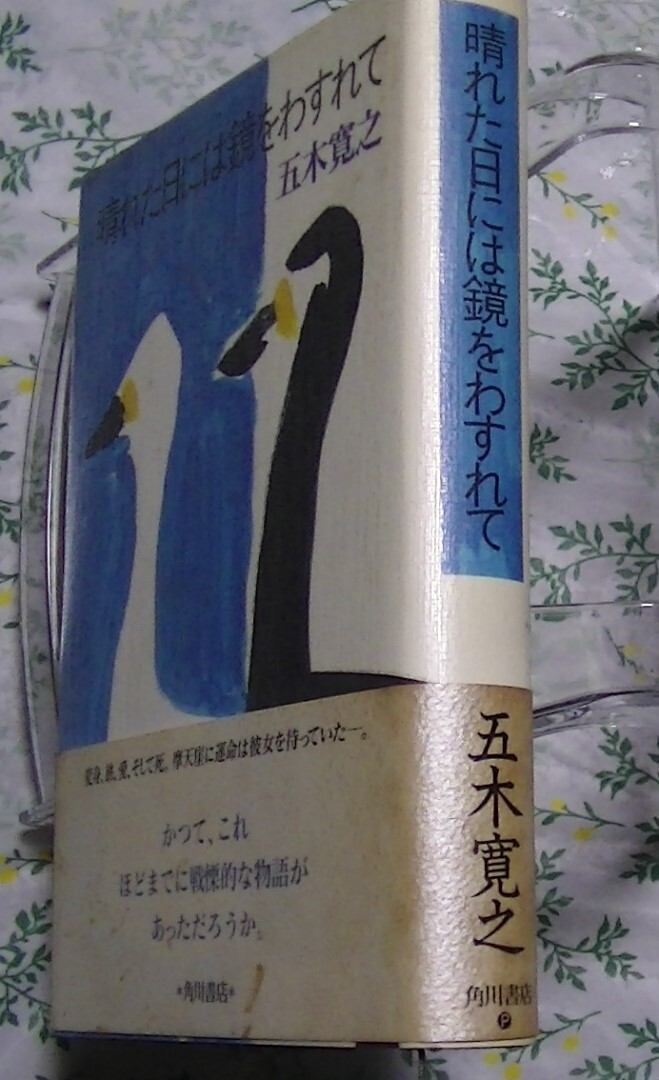 晴れた日には鏡をわすれて
五木寛之
変身、旅、愛、そして死。摩天崖に運命は彼女を待っていた―。
かつて、これ
ほどまでに戦慄的な物語が
あっただろうか。
*角川書店*
晴れた日には鏡をわすれて
五木寛之
角川書店
P